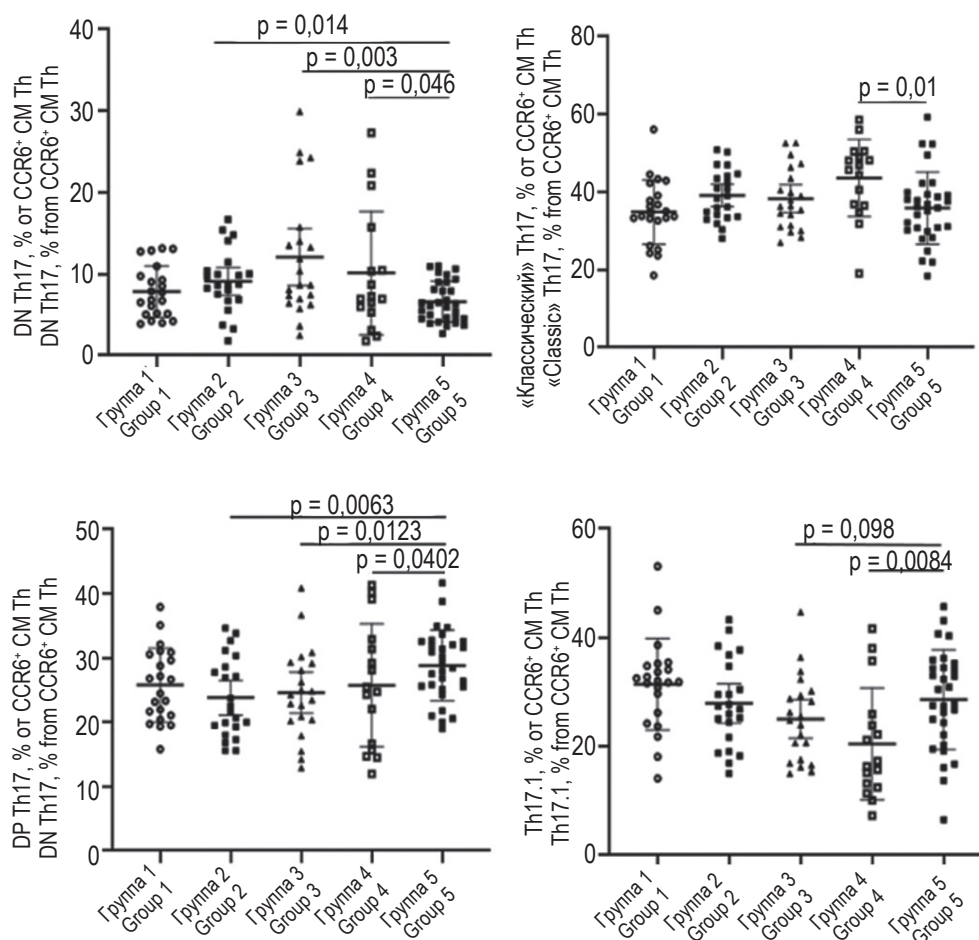 DN Th17, % от CCR6+ CM Th
DN Th17, % from CCR6+ CM Th
40
30
20
10
0
p = 0,014
p = 0,003
p = 0,046
Группа 1
Group 1
Группа 2
Group 2
Группа 3
Group 3
Группа 4
Group 4
Группа 5
Group 5
«Классический» Th17, % от CCR6+ CM Th
«Classic» Th17, % from CCR6+ CM Th
80
60
40
20
0
p = 0,01
Группа 1
Group 1
Группа 2
Group 2
Группа 3
Group 3
Группа 4
Group 4
Группа 5
Group 5
DP Th17, % от CCR6+ CM Th
DN Th17, % from CCR6+ CM Th
50
40
30
20
10
0
p = 0,0063
p = 0,0123
p = 0,0402
Группа 1
Group 1
Группа 2
Group 2
Группа 3
Group 3
Группа 4
Group 4
Группа 5
Group 5
Th17.1, % от CCR6+ CM Th
Th17.1, % from CCR6+ CM Th
60
40
20
0
p = 0,098
p = 0,0084
Группа 1
Group 1
Группа 2
Group 2
Группа 3
Group 3
Группа 4
Group 4
Группа 5
Group 5